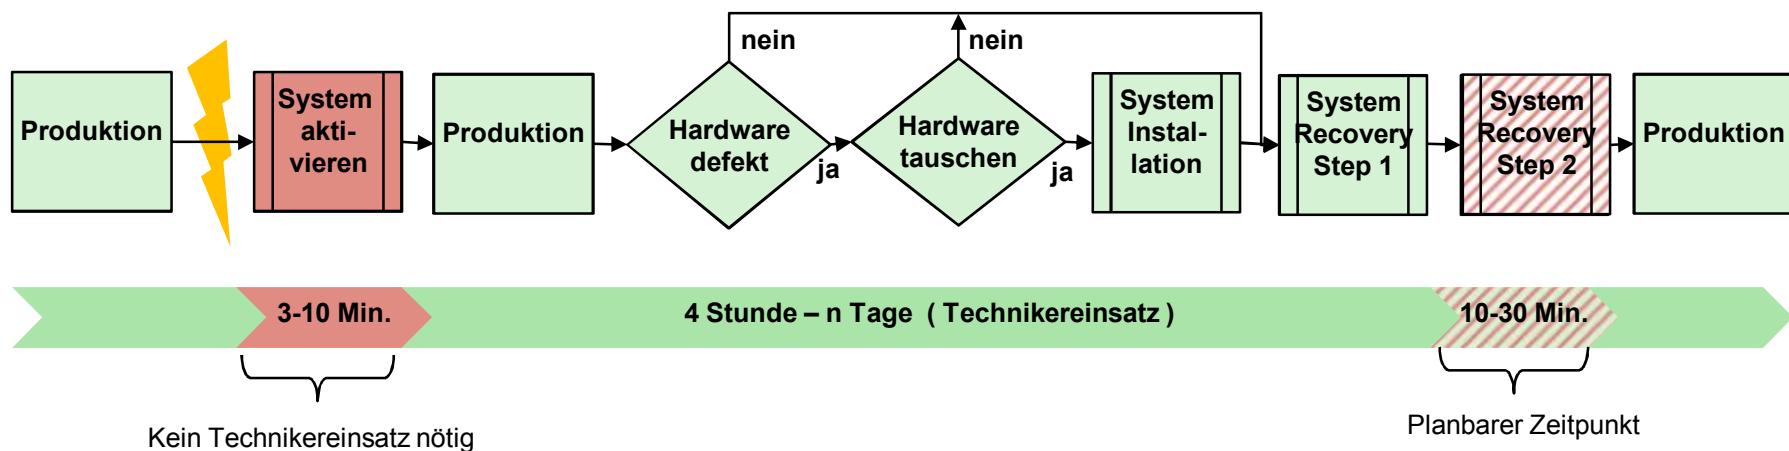 nein
nein
Produktion
System
akti-
vieren
Produktion
Hardware
defekt
ja
Hardware
tauschen
ja
System
Instal-
lation
System
Recovery
Step 1
System
Recovery
Step 2
Produktion
3-10 Min.
4 Stunde – n Tage ( Technikereinsatz )
10-30 Min.
Kein Technikereinsatz nötig
Planbarer Zeitpunkt